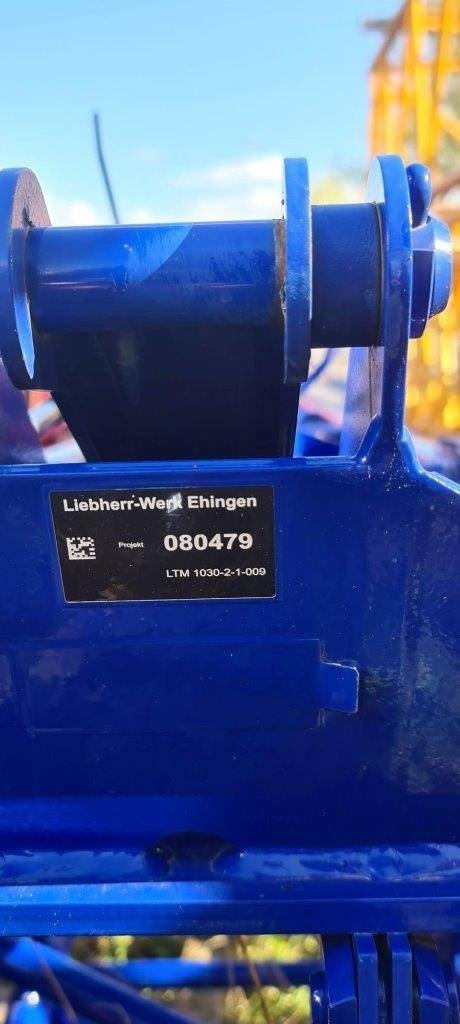 Liebherr-Werk Ehingen
Projekt 080479
LTM 1030-2-1-009